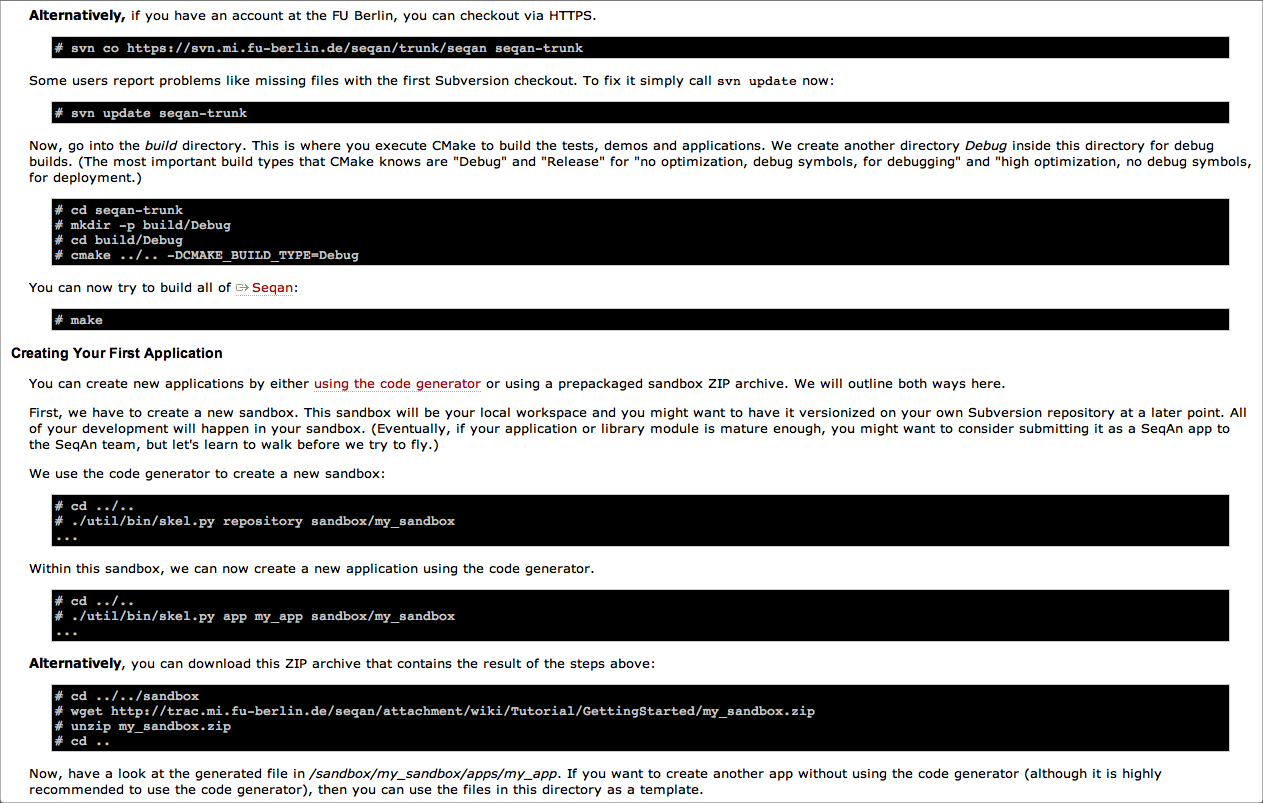 Alternatively, if you have an account at the FU Berlin, you can checkout via HTTPS.
# svn co https://svn.mi.fu-berlin.de/seqan/trunk/seqan seqan-trunk
Some users report problems like missing files with the first Subversion checkout. To fix it simply call svn update now:
# svn update seqan-trunk
Now, go into the build directory. This is where you execute CMake to build the tests, demos and applications. We create another directory Debug inside this directory for debug
builds. (The most important build types that CMake knows are "Debug" and "Release" for "no optimization, debug symbols, for debugging" and "high optimization, no debug symbols,
for deployment.)
# cd seqan-trunk
# mkdir -p build/Debug
# cd build/Debug
# cmake ../.. -DCMAKE_BUILD_TYPE=Debug
You can now try to build all of Seqan:
# make
Creating Your First Application
You can create new applications by either using the code generator or using a prepackaged sandbox ZIP archive. We will outline both ways here.
First, we have to create a new sandbox. This sandbox will be your local workspace and you might want to have it versionized on your own Subversion repository at a later point. All
of your development will happen in your sandbox. (Eventually, if your application or library module is mature enough, you might want to consider submitting it as a SeqAn app to
the SeqAn team, but let's learn to walk before we try to fly.)
We use the code generator to create a new sandbox:
# cd ../..
# ./util/bin/skel.py repository sandbox/my_sandbox
...
Within this sandbox, we can now create a new application using the code generator.
# cd ../..
# ./util/bin/skel.py app my_app sandbox/my_sandbox
...
Alternatively, you can download this ZIP archive that contains the result of the steps above:
# cd ../../sandbox
# wget http://trac.mi.fu-berlin.de/seqan/attachment/wiki/Tutorial/GettingStarted/my_sandbox.zip
# unzip my_sandbox.zip
# cd ..
Now, have a look at the generated file in /sandbox/my_sandbox/apps/my_app. If you want to create another app without using the code generator (although it is highly
recommended to use the code generator), then you can use the files in this directory as a template.